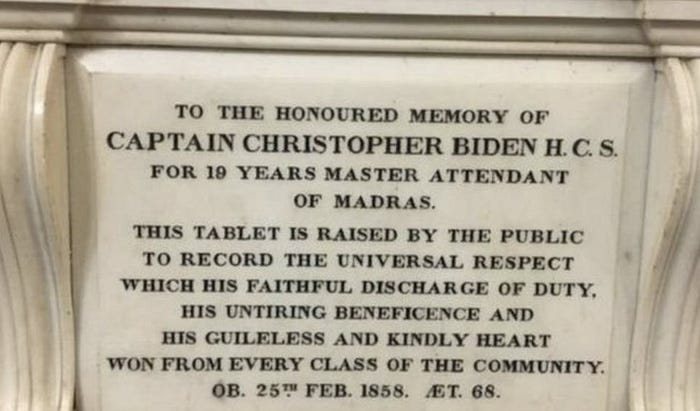 TO THE HONOURED MEMORY OF
CAPTAIN CHRISTOPHER BIDEN H. C. S.
FOR 19 YEARS MASTER ATTENDANT
OF MADRAS.
THIS TABLET IS RAISED BY THE PUBLIC
TO RECORD THE UNIVERSAL RESPECT
WHICH HIS FAITHFUL DISCHARGE OF DUTY,
HIS UNTIRING BENEFICENCE AND
HIS GUILELESS AND KINDLY HEART
WON FROM EVERY CLASS OF THE COMMUNITY.
OB. 25TH FEB. 1858. ÆT. 68.